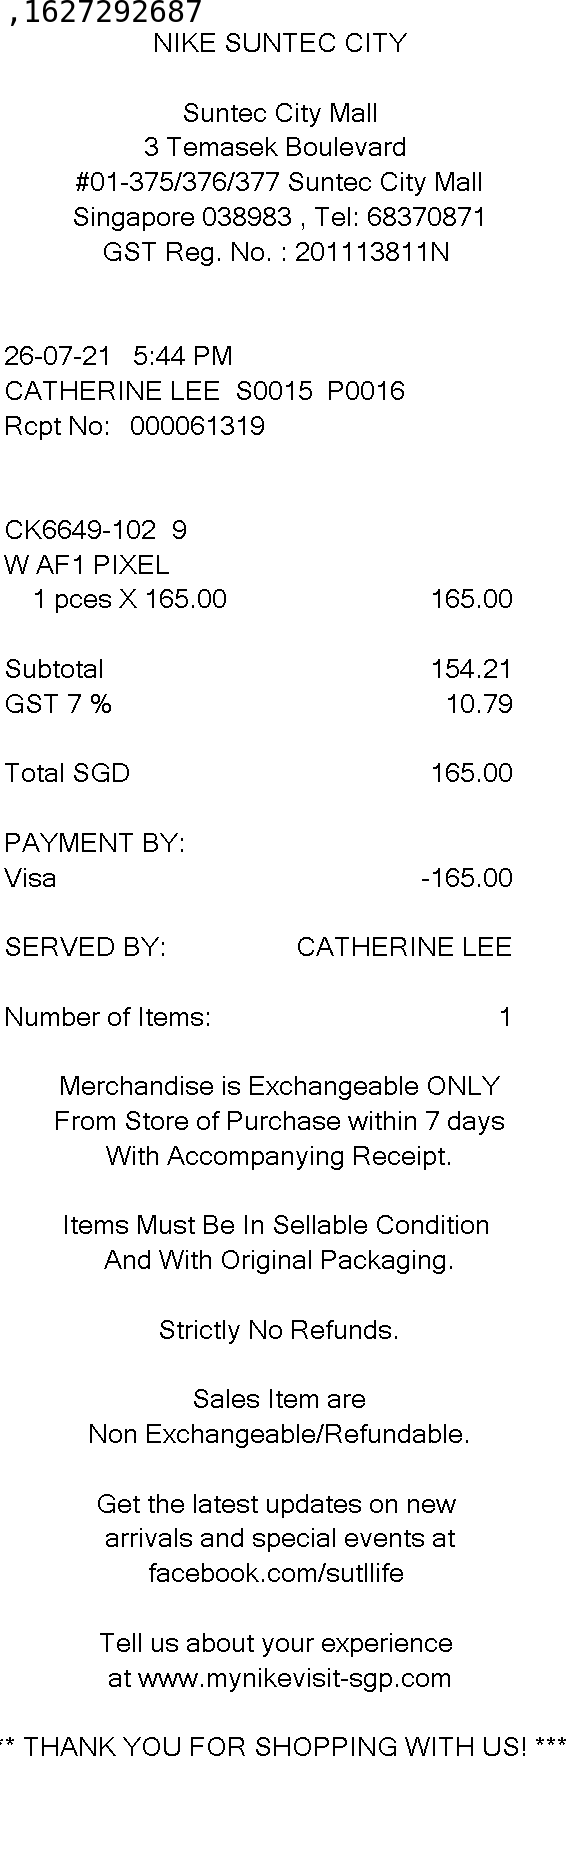 ,1627292687
NIKE SUNTEC CITY
Suntec City Mall
3 Temasek Boulevard
#01-375/376/377 Suntec City Mall
Singapore 038983 , Tel: 68370871
GST Reg. No. : 201113811N
26-07-21 5:44 PM
CATHERINE LEE S0015 P0016
Rcpt No: 000061319
CK6649-102 9
W AF1 PIXEL
1 pces X 165.00 165.00
Subtotal 154.21
GST 7 % 10.79
Total SGD 165.00
PAYMENT BY:
Visa -165.00
SERVED BY: CATHERINE LEE
Number of Items: 1
Merchandise is Exchangeable ONLY
From Store of Purchase within 7 days
With Accompanying Receipt.
Items Must Be In Sellable Condition
And With Original Packaging.
Strictly No Refunds.
Sales Item are
Non Exchangeable/Refundable.
Get the latest updates on new
arrivals and special events at
facebook.com/sutllife
Tell us about your experience
at www.mynikevisit-sgp.com
** THANK YOU FOR SHOPPING WITH US! ***